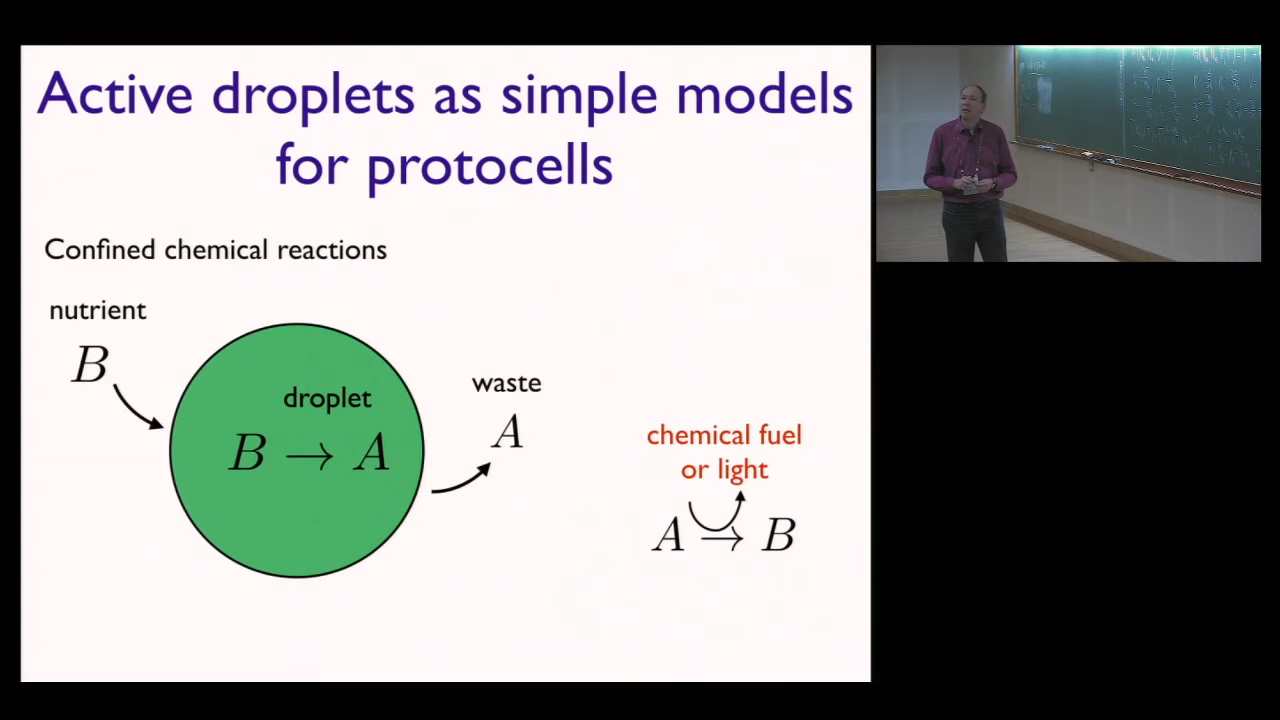 Active droplets as simple models
for protocells
Confined chemical reactions
nutrient
B
droplet
B → A
waste
A
chemical fuel
or light
A → B